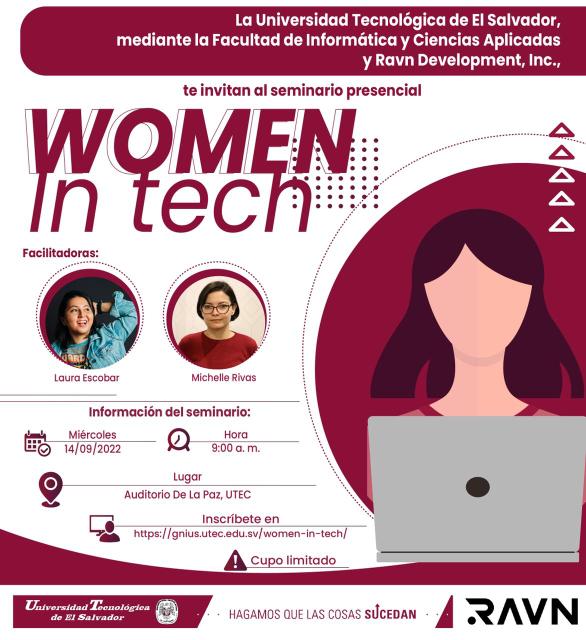 La Universidad Tecnológica de El Salvador,
mediante la Facultad de Informática y Ciencias Aplicadas
y Ravn Development, Inc.,
te invitan al seminario presencial
WOMEN
In tech
Facilitadoras:
Laura Escobar
Michelle Rivas
Información del seminario:
Miércoles
14/09/2022
Hora
9:00 a. m.
Lugar
Auditorio De La Paz, UTEC
Inscríbete en
https://gnius.utec.edu.sv/women-in-tech/
Cupo limitado
Universidad Tecnológica
de El Salvador
HAGAMOS QUE LAS COSAS SUCEDAN
RAVN